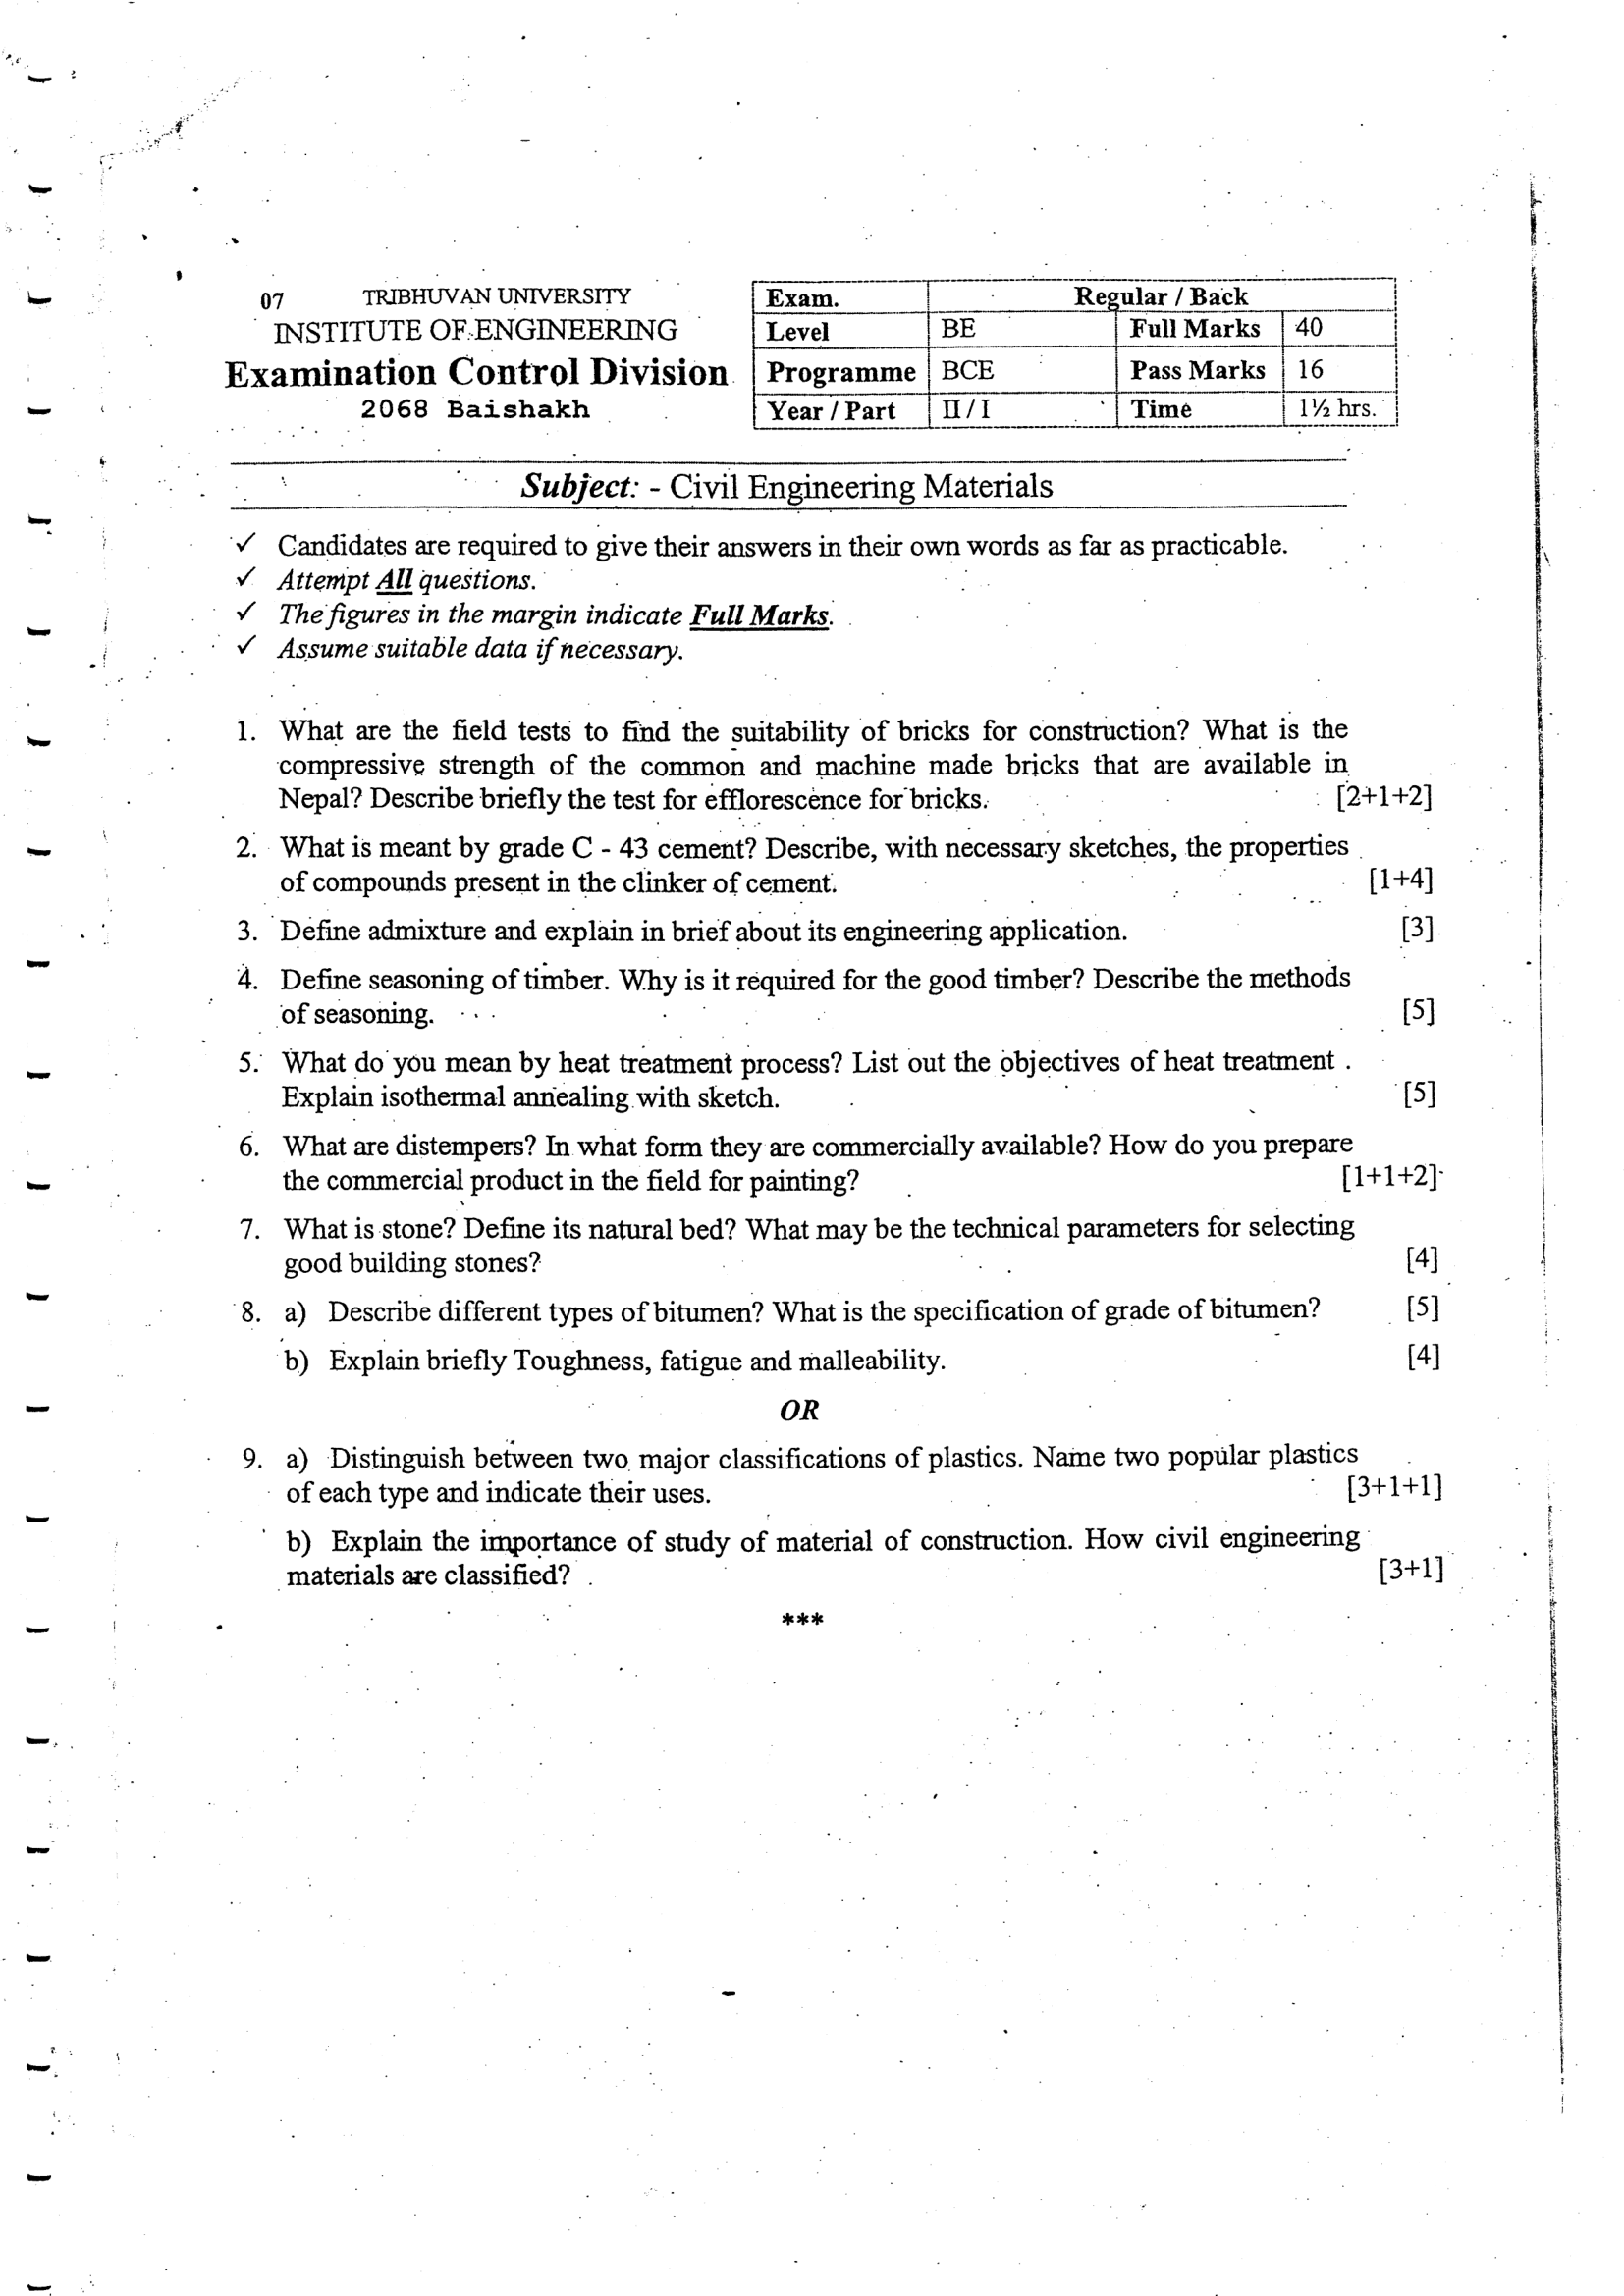 07 TRIBHUVAN UNIVERSITY
INSTITUTE OF ENGINEERING
Examination Control Division
2068 Baishakh
Exam. Regular / Back
Level BE Full Marks 40
Programme BCE Pass Marks 16
Year / Part II / I Time 1½ hrs.
Subject: - Civil Engineering Materials
✓ Candidates are required to give their answers in their own words as far as practicable.
✓ Attempt All questions.
✓ The figures in the margin indicate Full Marks.
✓ Assume suitable data if necessary.
1. What are the field tests to find the suitability of bricks for construction? What is the
compressive strength of the common and machine made bricks that are available in
Nepal? Describe briefly the test for efflorescence for bricks. [2+1+2]
2. What is meant by grade C - 43 cement? Describe, with necessary sketches, the properties
of compounds present in the clinker of cement. [1+4]
3. Define admixture and explain in brief about its engineering application. [3]
4. Define seasoning of timber. Why is it required for the good timber? Describe the methods
of seasoning. [5]
5. What do you mean by heat treatment process? List out the objectives of heat treatment .
Explain isothermal annealing with sketch. [5]
6. What are distempers? In what form they are commercially available? How do you prepare
the commercial product in the field for painting? [1+1+2]
7. What is stone? Define its natural bed? What may be the technical parameters for selecting
good building stones? [4]
8. a) Describe different types of bitumen? What is the specification of grade of bitumen? [5]
b) Explain briefly Toughness, fatigue and malleability. [4]
OR
9. a) Distinguish between two major classifications of plastics. Name two popular plastics
of each type and indicate their uses. [3+1+1]
b) Explain the importance of study of material of construction. How civil engineering
materials are classified? [3+1]
***